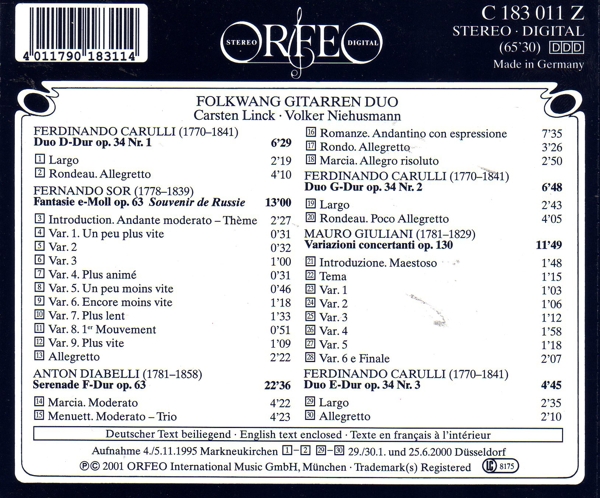 C 183 011 Z
STEREO · DIGITAL
(65'30) DDD
Made in Germany
4 011790 183114
STEREO ORFEO DIGITAL
FOLKWANG GITARREN DUO
Carsten Linck · Volker Niehusmann
FERDINANDO CARULLI (1770–1841)
Duo D-Dur op. 34 Nr. 1 6'29
1 Largo 2'19
2 Rondeau. Allegretto 4'10
FERNANDO SOR (1778–1839)
Fantasie e-Moll op. 63 Souvenir de Russie 13'00
3 Introduction. Andante moderato – Thème 2'27
4 Var. 1. Un peu plus vite 0'31
5 Var. 2 0'32
6 Var. 3 1'00
7 Var. 4. Plus animé 0'31
8 Var. 5. Un peu moins vite 0'46
9 Var. 6. Encore moins vite 1'18
10 Var. 7. Plus lent 1'33
11 Var. 8. 1er Mouvement 0'51
12 Var. 9. Plus vite 1'09
13 Allegretto 2'22
ANTON DIABELLI (1781–1858)
Serenade F-Dur op. 63 22'36
14 Marcia. Moderato 4'22
15 Menuett. Moderato – Trio 4'23
16 Romanze. Andantino con espressione 7'35
17 Rondo. Allegretto 3'26
18 Marcia. Allegro risoluto 2'50
FERDINANDO CARULLI (1770–1841)
Duo G-Dur op. 34 Nr. 2 6'48
19 Largo 2'43
20 Rondeau. Poco Allegretto 4'05
MAURO GIULIANI (1781–1829)
Variazioni concertanti op. 130 11'49
21 Introduzione. Maestoso 1'48
22 Tema 1'15
23 Var. 1 1'03
24 Var. 2 1'06
25 Var. 3 1'12
26 Var. 4 1'58
27 Var. 5 1'18
28 Var. 6 e Finale 2'07
FERDINANDO CARULLI (1770–1841)
Duo E-Dur op. 34 Nr. 3 4'45
29 Largo 2'35
30 Allegretto 2'10
Deutscher Text beiliegend · English text enclosed · Texte en français à l'intérieur
Aufnahme 4./5.11.1995 Markneukirchen 1 – 2 – 29 – 30 29./30.1. und 25.6.2000 Düsseldorf
℗© 2001 ORFEO International Music GmbH, München · Trademark(s) Registered LC 8175